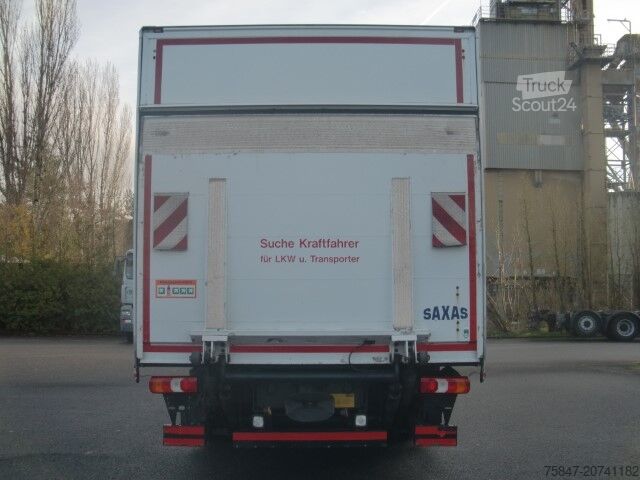 Truck
Scout24
Suche Kraftfahrer
für LKW u. Transporter
SAXAS
75847-20741182